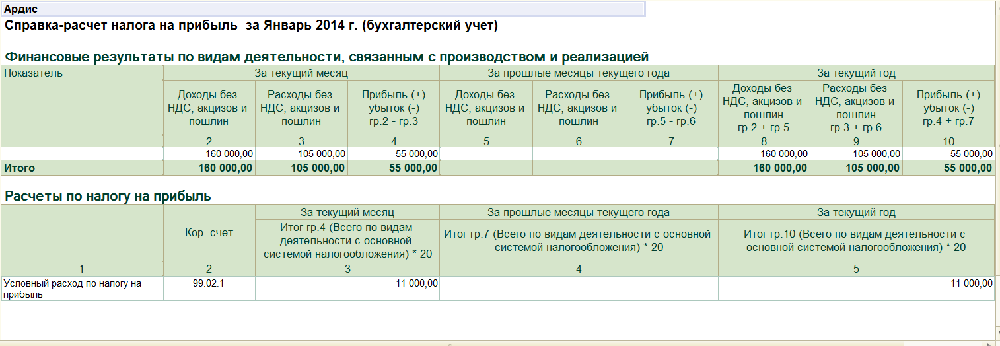 Ардис
Справка-расчет налога на прибыль за Январь 2014 г. (бухгалтерский учет)
Финансовые результаты по видам деятельности, связанным с производством и реализацией
Показатель За текущий месяц За прошлые месяцы текущего года За текущий год
Доходы без НДС, акцизов и пошлин Расходы без НДС, акцизов и пошлин Прибыль (+) убыток (-) гр.2 - гр.3 Доходы без НДС, акцизов и пошлин Расходы без НДС, акцизов и пошлин Прибыль (+) убыток (-) гр.5 - гр.6 Доходы без НДС, акцизов и пошлин гр.2 + гр.5 Расходы без НДС, акцизов и пошлин гр.3 + гр.6 Прибыль (+) убыток (-) гр.4 + гр.7
2 3 4 5 6 7 8 9 10
160 000,00 105 000,00 55 000,00 160 000,00 105 000,00 55 000,00
Итого 160 000,00 105 000,00 55 000,00 160 000,00 105 000,00 55 000,00
Расчеты по налогу на прибыль
Кор. счет За текущий месяц За прошлые месяцы текущего года За текущий год
Итог гр.4 (Всего по видам деятельности с основной системой налогообложения) * 20 Итог гр.7 (Всего по видам деятельности с основной системой налогообложения) * 20 Итог гр.10 (Всего по видам деятельности с основной системой налогообложения) * 20
1 2 3 4 5
Условный расход по налогу на прибыль 99.02.1 11 000,00 11 000,00